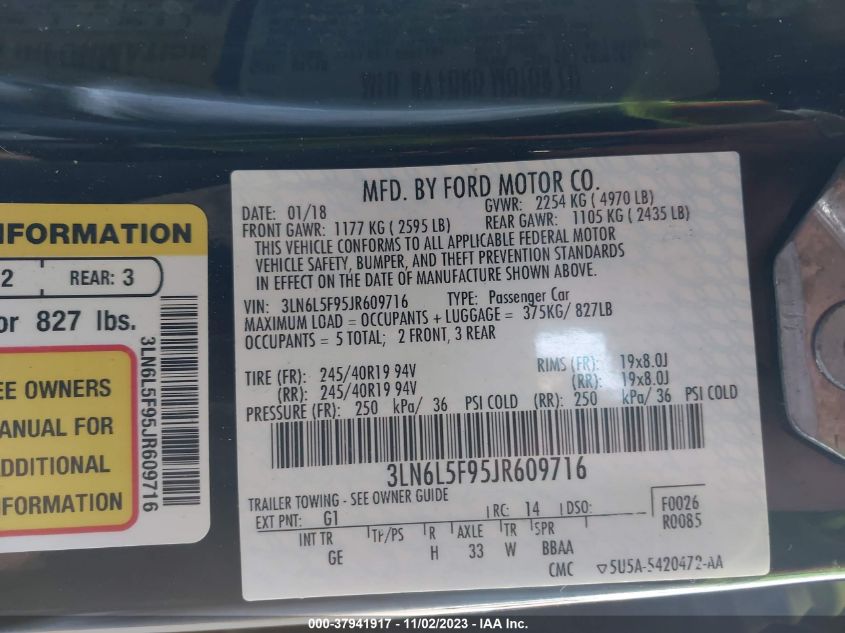 MFD. BY FORD MOTOR CO.
DATE: 01/18 GVWR: 2254 KG ( 4970 LB)
FRONT GAWR: 1177 KG ( 2595 LB) REAR GAWR: 1105 KG ( 2435 LB)
THIS VEHICLE CONFORMS TO ALL APPLICABLE FEDERAL MOTOR
VEHICLE SAFETY, BUMPER, AND THEFT PREVENTION STANDARDS
IN EFFECT ON THE DATE OF MANUFACTURE SHOWN ABOVE.
VIN: 3LN6L5F95JR609716 TYPE: Passenger Car
MAXIMUM LOAD = OCCUPANTS + LUGGAGE = 375KG/ 827LB
OCCUPANTS = 5 TOTAL; 2 FRONT, 3 REAR
TIRE (FR): 245/40R19 94V RIMS (FR): 19x8.0J
(RR): 245/40R19 94V (RR): 19x8.0J
PRESSURE (FR): 250 kPa/ 36 PSI COLD (RR): 250 kPa/ 36 PSI COLD
3LN6L5F95JR609716
TRAILER TOWING - SEE OWNER GUIDE
EXT PNT: G1 RC: 14 DSO: F0026
R0085
INT TR TP/PS R AXLE TR SPR
GE H 33 W BBAA
CMC ▽5U5A-5420472-AA
NFORMATION
2 REAR: 3
or 827 lbs.
EE OWNERS
ANUAL FOR
ADDITIONAL
NFORMATION
3LN6L5F95JR609716
000-37941917 - 11/02/2023 - IAA Inc.